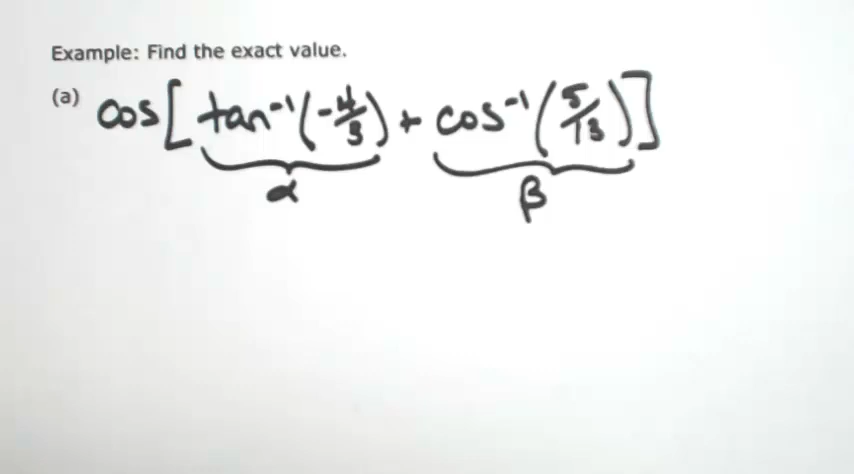 Example: Find the exact value.
(a) cos[tan⁻¹(-4/3) + cos⁻¹(5/13)]
α β